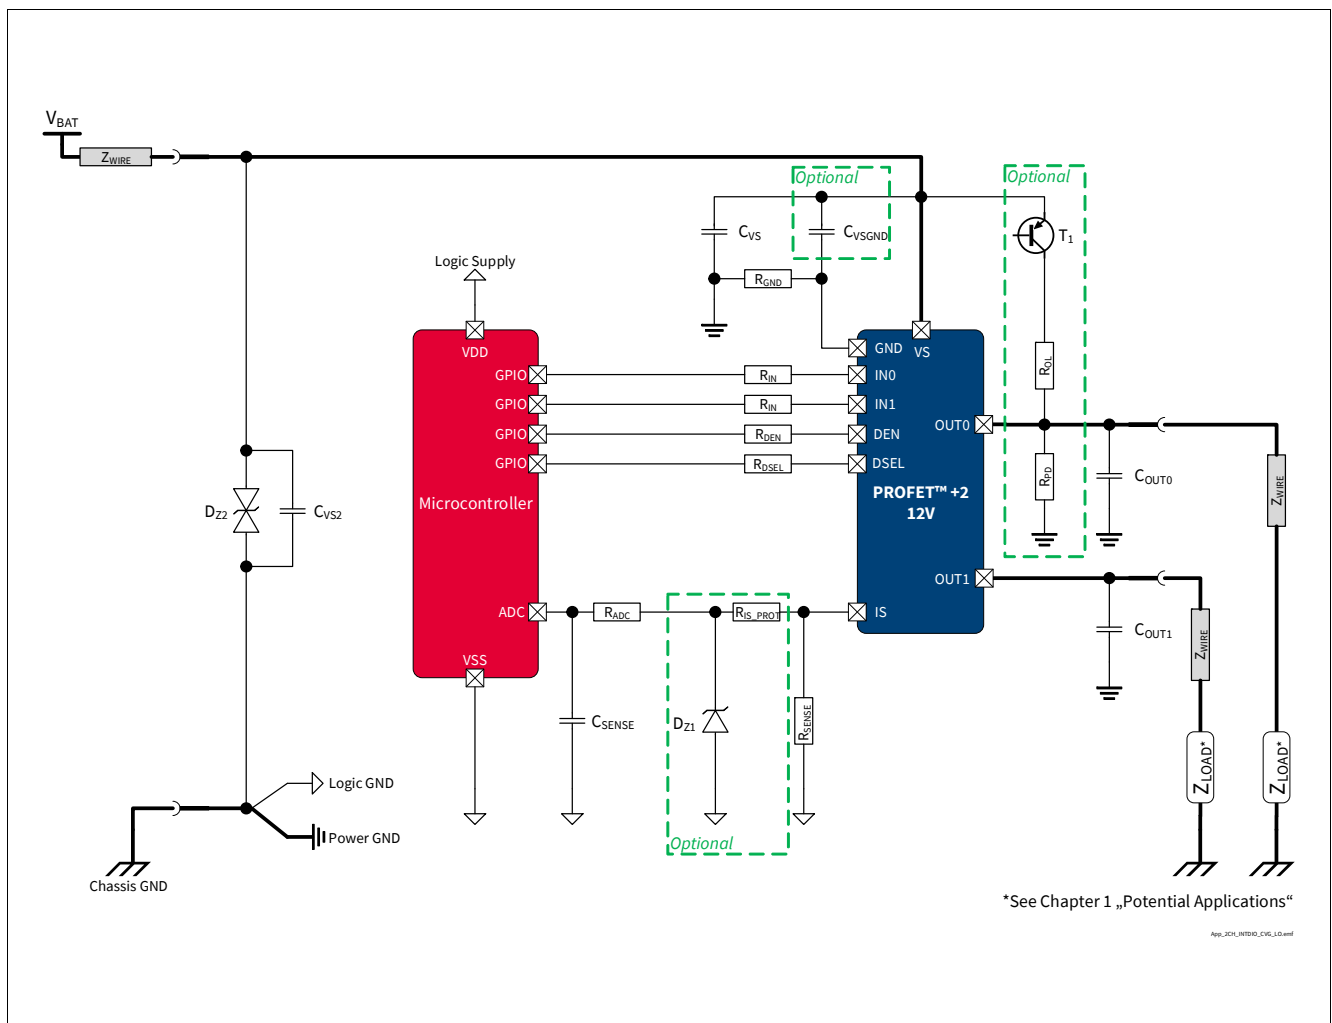 VBAT
ZWIRE
Optional
Optional
CVS
CVSGND
T1
Logic Supply
RGND
VDD
GND
VS
GPIO
RIN
IN0
ROL
GPIO
RIN
IN1
GPIO
RDEN
DEN
OUT0
GPIO
RDSEL
DSEL
RPD
COUT0
ZWIRE
Microcontroller
PROFET™ +2
12V
DZ2
CVS2
OUT1
ADC
RADC
RIS_PROT
IS
COUT1
ZWIRE
VSS
CSENSE
DZ1
RSENSE
ZLOAD*
ZLOAD*
Logic GND
Power GND
Optional
Chassis GND
*See Chapter 1 „Potential Applications“
App_2CH_INTDIO_CVG_LO.emf